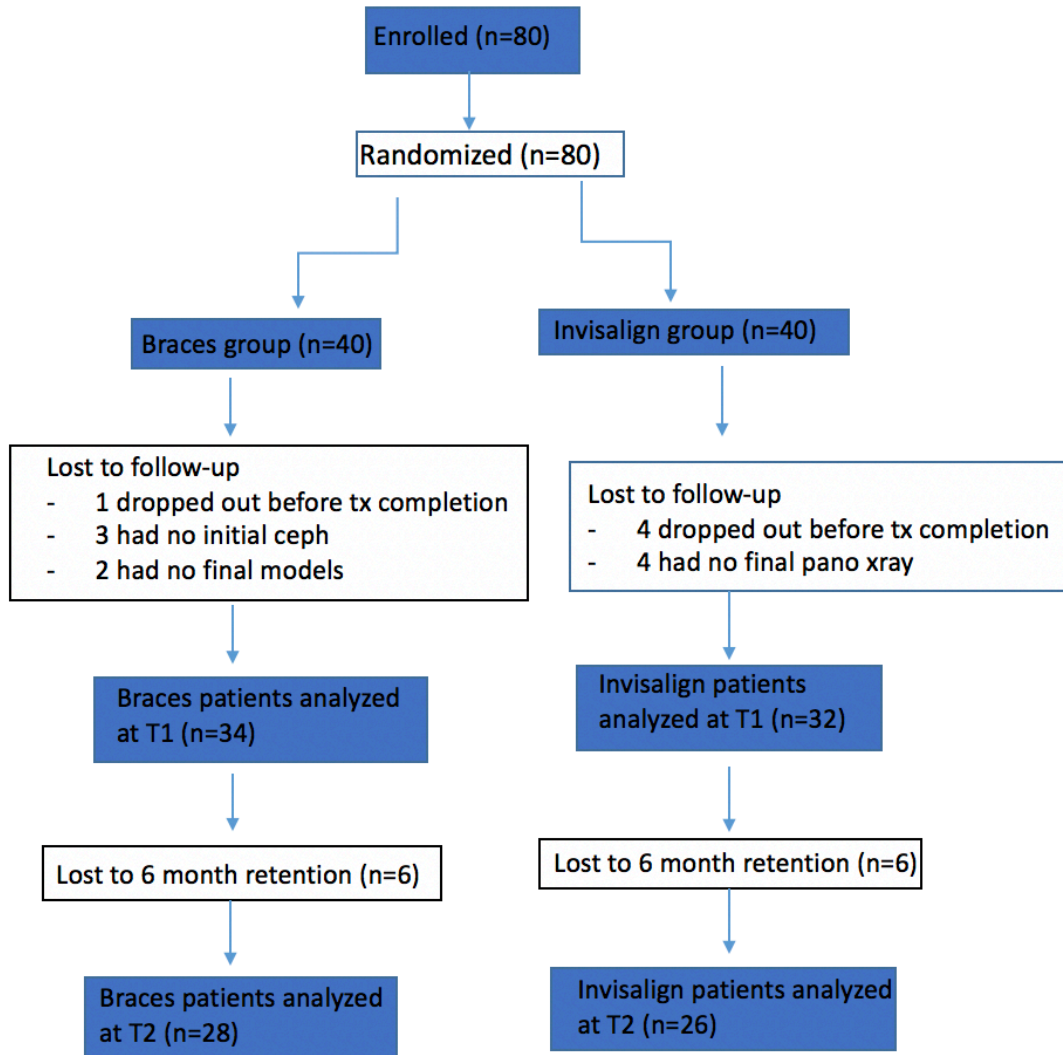 Enrolled (n=80)
Randomized (n=80)
Braces group (n=40)
Invisalign group (n=40)
Lost to follow-up
- 1 dropped out before tx completion
- 3 had no initial ceph
- 2 had no final models
Lost to follow-up
- 4 dropped out before tx completion
- 4 had no final pano xray
Braces patients analyzed
at T1 (n=34)
Invisalign patients
analyzed at T1 (n=32)
Lost to 6 month retention (n=6)
Lost to 6 month retention (n=6)
Braces patients analyzed
at T2 (n=28)
Invisalign patients analyzed
at T2 (n=26)